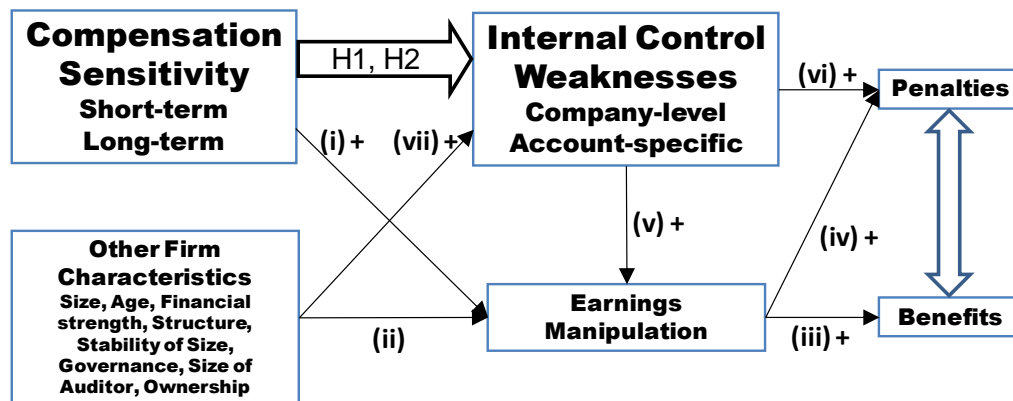 Compensation
Sensitivity
Short-term
Long-term
H1, H2
Internal Control
Weaknesses
Company-level
Account-specific
(vi) +
Penalties
(i) +
(vii) +
(v) +
(iv) +
Other Firm
Characteristics
Size, Age, Financial
strength, Structure,
Stability of Size,
Governance, Size of
Auditor, Ownership
(ii)
Earnings
Manipulation
(iii) +
Benefits